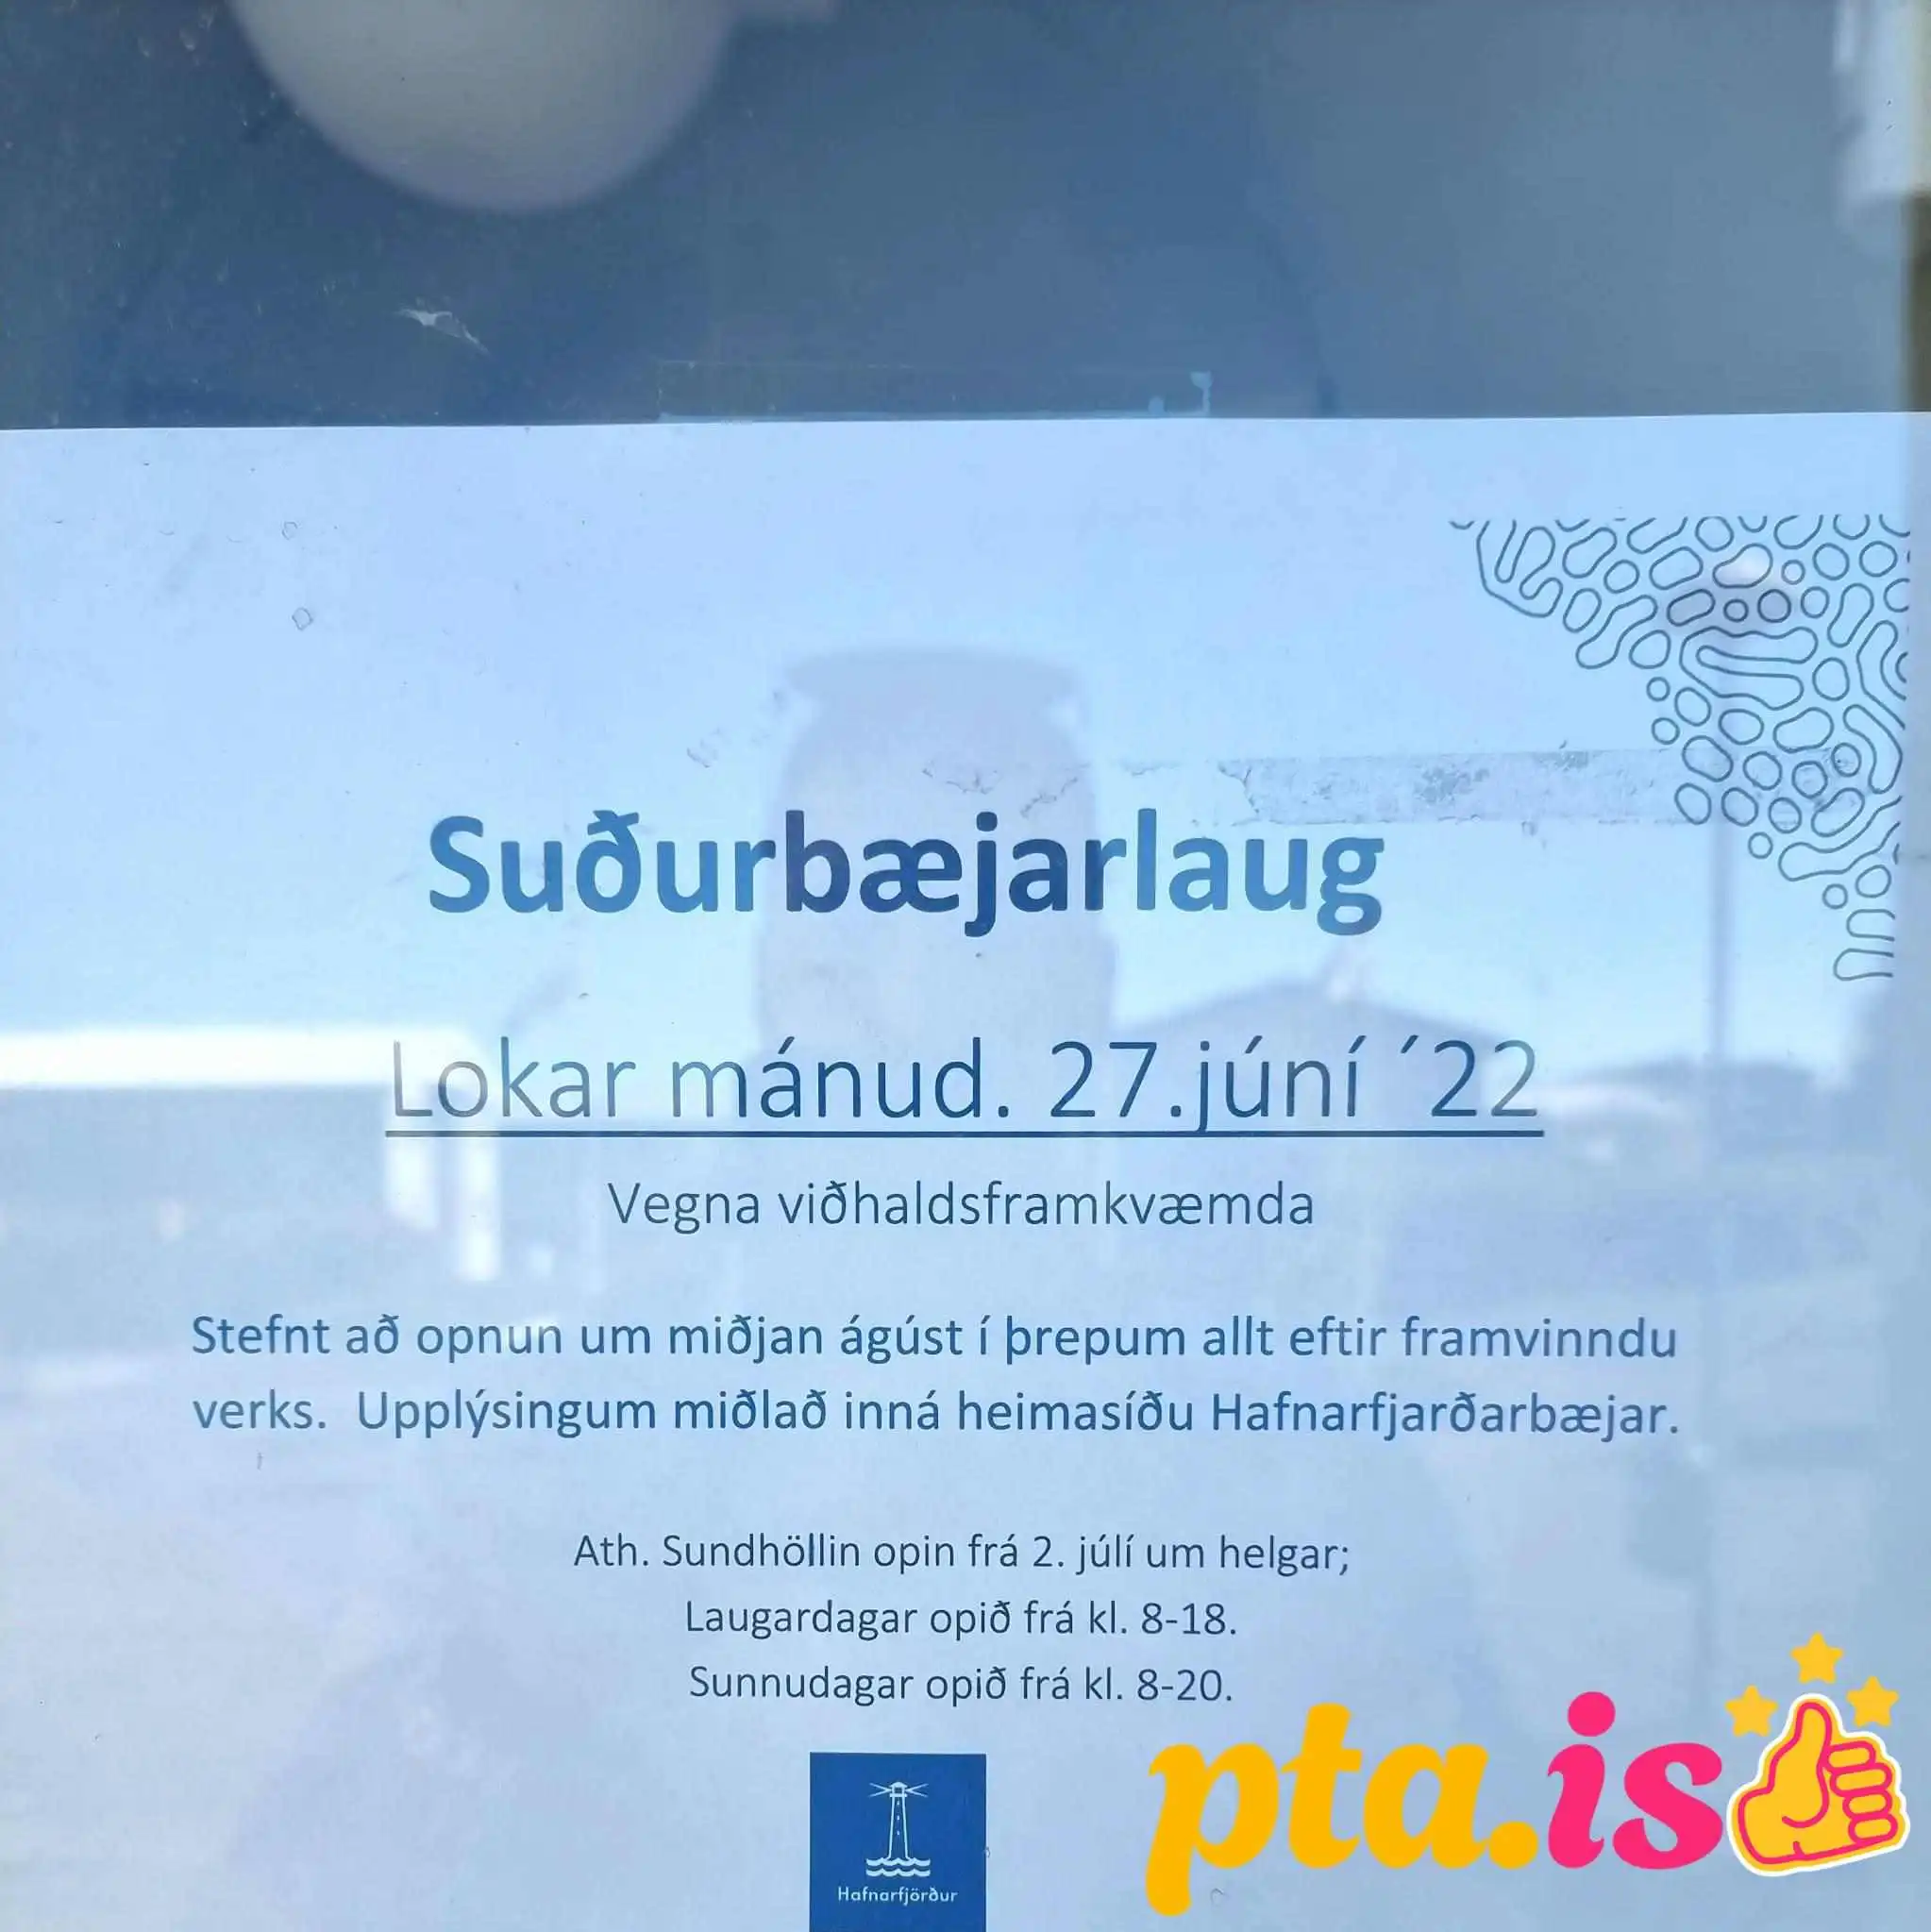 Suðurbæjarlaug
Lokar mánud. 27.júní ´22
Vegna viðhaldsframkvæmda
Stefnt að opnun um miðjan ágúst í þrepum allt eftir framvinndu
verks.  Upplýsingum miðlað inná heimasíðu Hafnarfjarðarbæjar.
Ath. Sundhöllin opin frá 2. júlí um helgar;
Laugardagar opið frá kl. 8-18.
Sunnudagar opið frá kl. 8-20.
Hafnarfjörður
pta.is